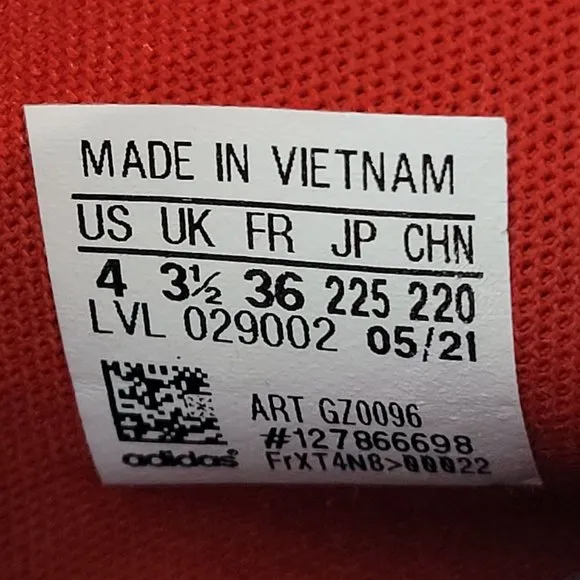 MADE IN VIETNAM
US UK FR JP CHN
4 3½ 36 225 220
LVL 029002 05/21
ART GZ0096
#127866698
adidas FrXT4N8>00022